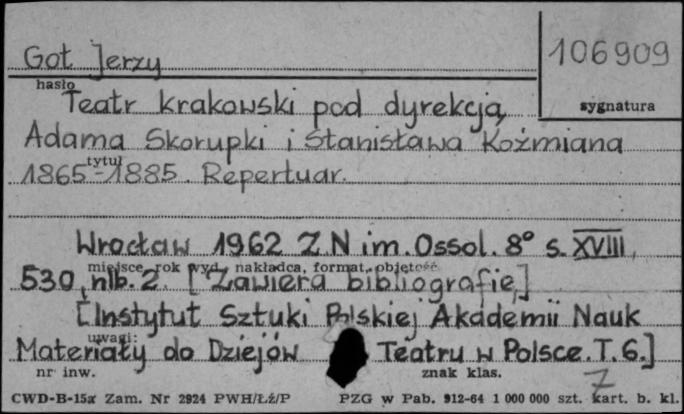 Got Jerzy
106909
hasło
sygnatura
Teatr krakowski pod dyrekcją
Adama Skorupki i Stanisława Koźmiana
tytuł
1865-1885. Repertuar.
Wrocław 1962 Z N im. Ossol. 8° s. XVIII,
miejsce, rok wyd., nakładca, format, objętość
530, nlb. 2. [Zawiera bibliografię,]
[Instytut Sztuki Polskiej Akademii Nauk
uwagi:
Materiały do Dziejów Teatru w Polsce. T. 6.]
nr inw.
znak klas.
7
CWD-B-15a Zam. Nr 2924 PWH/Łź/P PZG w Pab. 912-64 1 000 000 szt. kart. b. kl.